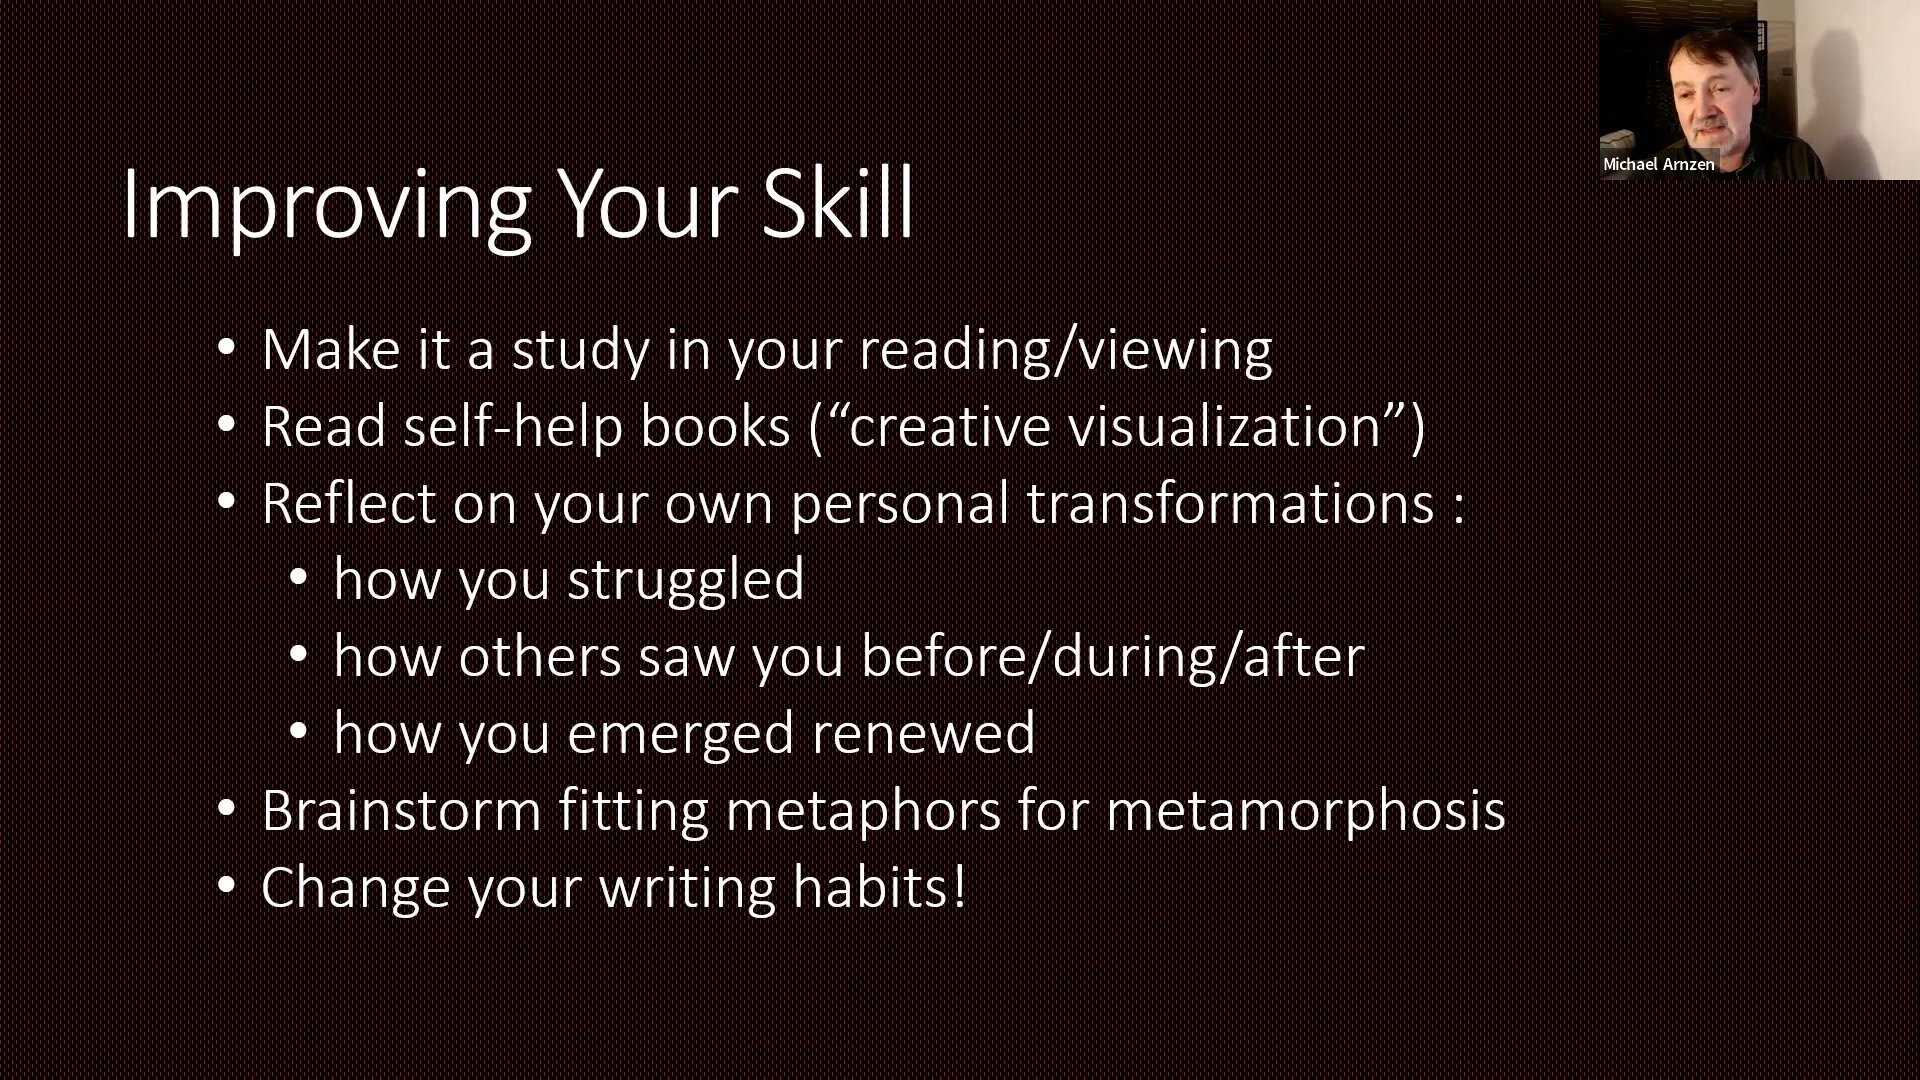 Michael Arnzen
Improving Your Skill
• Make it a study in your reading/viewing
• Read self-help books (“creative visualization”)
• Reflect on your own personal transformations :
• how you struggled
• how others saw you before/during/after
• how you emerged renewed
• Brainstorm fitting metaphors for metamorphosis
• Change your writing habits!